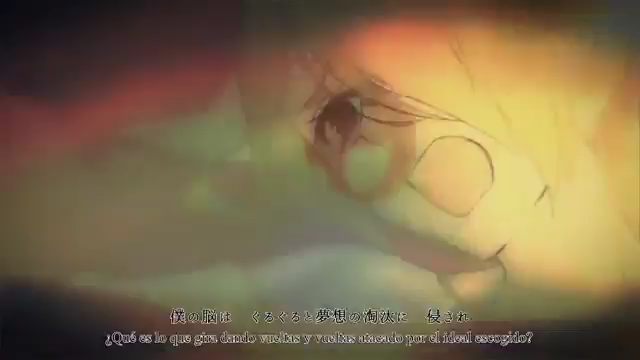 僕の脳は　ぐるぐると夢想の淘汰に　侵され
¿Qué es lo que gira dando vueltas y vueltas atacado por el ideal escogido?